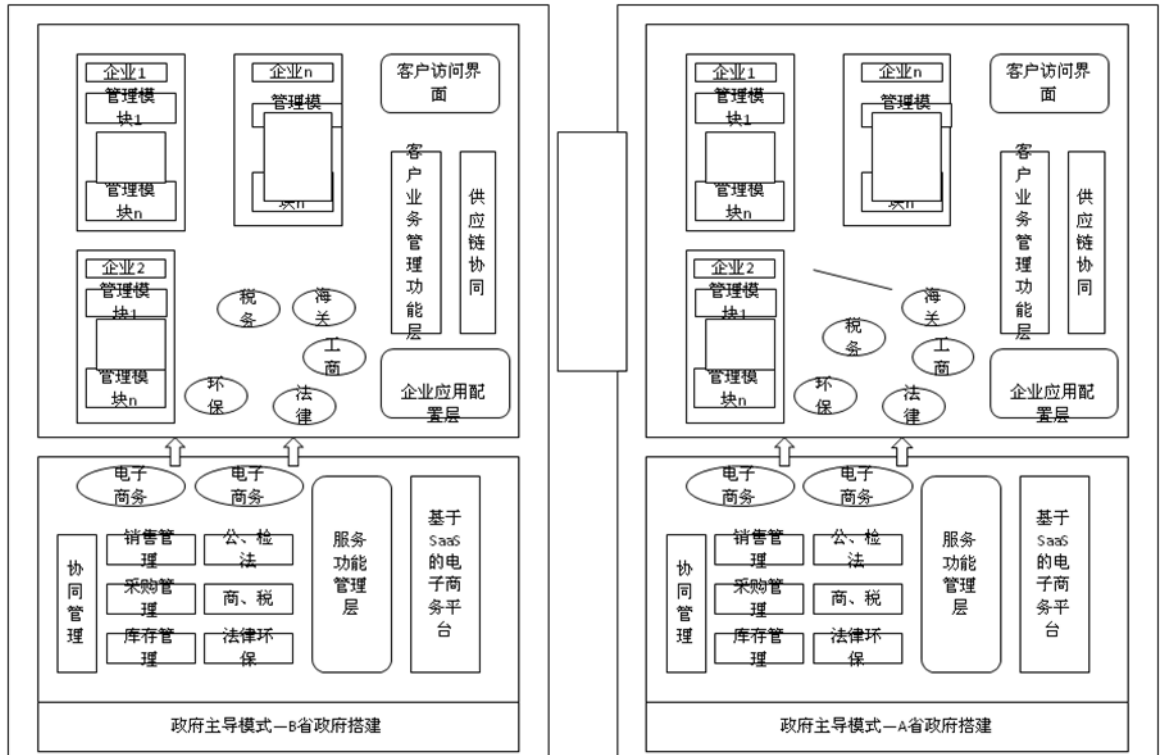 企业1
管理模
块1
管理模
块n
企业n
管理模
块n
客户访问界
面
客户业务管理功能层
供应链协同
企业2
管理模
块1
管理模
块n
税
务
海
关
工
商
环
保
法
律
企业应用配
置层
电子
商务
电子
商务
协同管理
销售管
理
公、检
法
采购管
理
商、税
库存管
理
法律环
保
服务
功能
管理
层
基于
SaaS
的电
子商
务平
台
政府主导模式—B省政府搭建
企业1
管理模
块1
管理模
块n
企业n
管理模
块n
客户访问界
面
客户业务管理功能层
供应链协同
企业2
管理模
块1
管理模
块n
海
关
税
务
工
商
环
保
法
律
企业应用配
置层
电子
商务
电子
商务
协同管理
销售管
理
公、检
法
采购管
理
商、税
库存管
理
法律环
保
服务
功能
管理
层
基于
SaaS
的电
子商
务平
台
政府主导模式—A省政府搭建